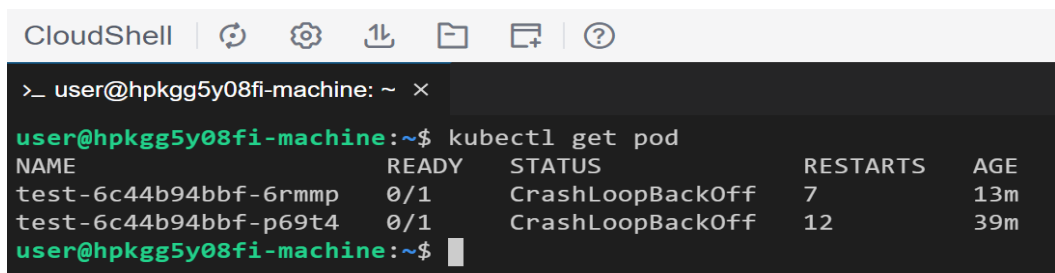 CloudShell
>_ user@hpkgg5y08fi-machine: ~ ×
user@hpkgg5y08fi-machine:~$ kubectl get pod
NAME READY STATUS RESTARTS AGE
test-6c44b94bbf-6rmmp 0/1 CrashLoopBackOff 7 13m
test-6c44b94bbf-p69t4 0/1 CrashLoopBackOff 12 39m
user@hpkgg5y08fi-machine:~$